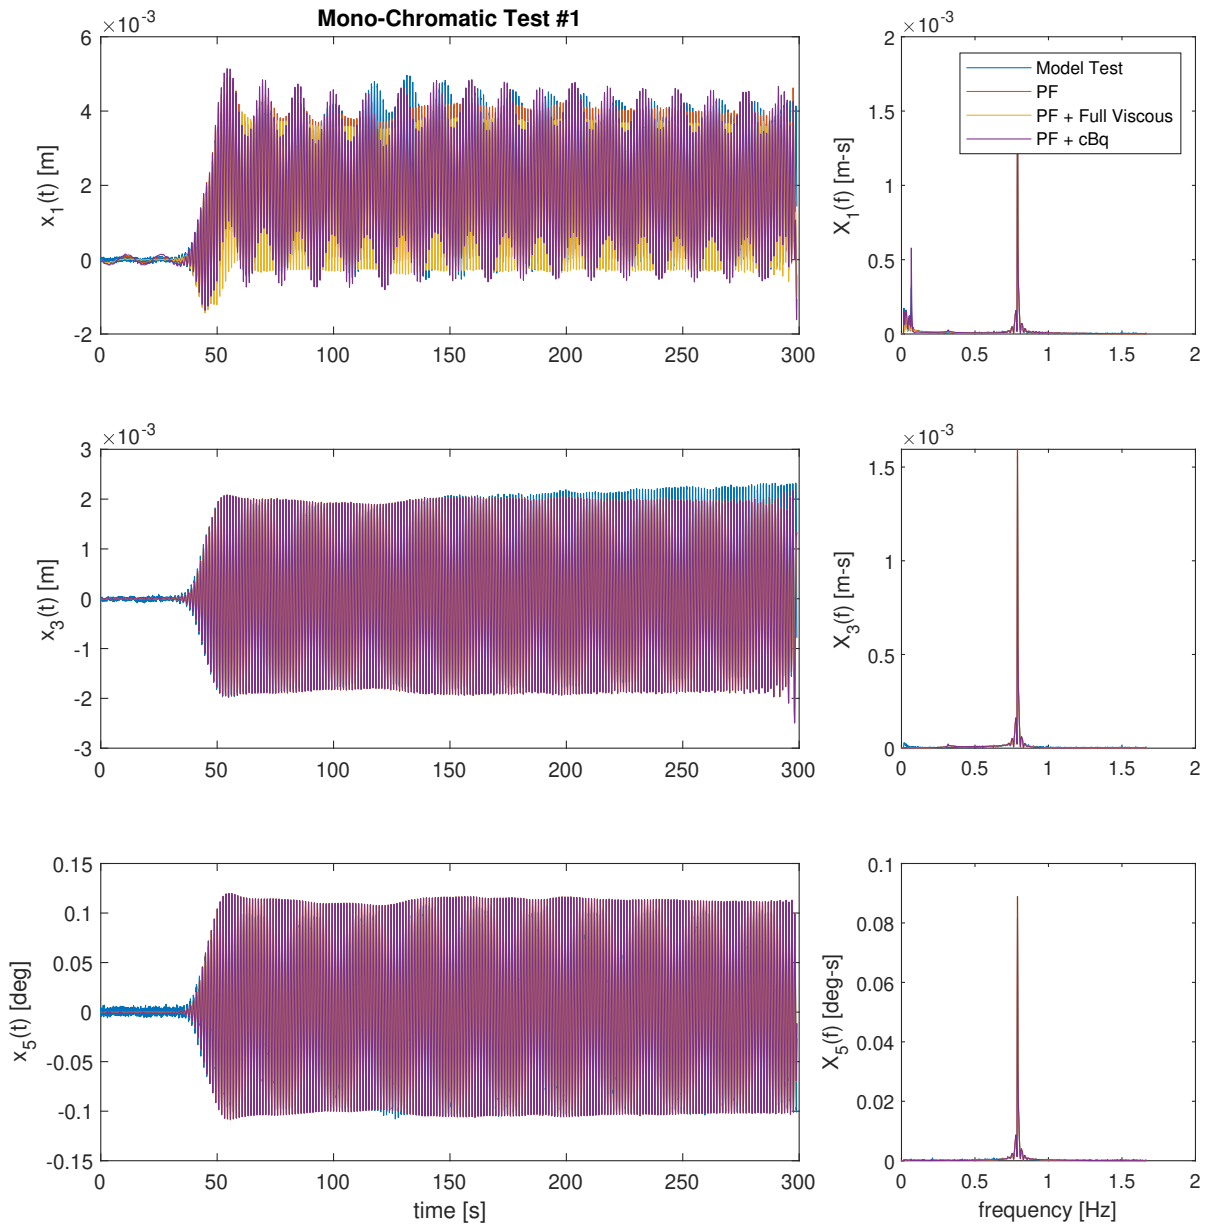 Mono-Chromatic Test #1
×10⁻³
6
4
2
0
-2
x₁(t) [m]
0 50 100 150 200 250 300
×10⁻³
2
1.5
1
0.5
0
X₁(f) [m-s]
0 0.5 1 1.5 2
Model Test
PF
PF + Full Viscous
PF + cBq
×10⁻³
3
2
1
0
-1
-2
-3
x₃(t) [m]
0 50 100 150 200 250 300
×10⁻³
1.5
1
0.5
0
X₃(f) [m-s]
0 0.5 1 1.5 2
0.15
0.1
0.05
0
-0.05
-0.1
-0.15
x₅(t) [deg]
0 50 100 150 200 250 300
time [s]
0.1
0.08
0.06
0.04
0.02
0
X₅(f) [deg-s]
0 0.5 1 1.5 2
frequency [Hz]